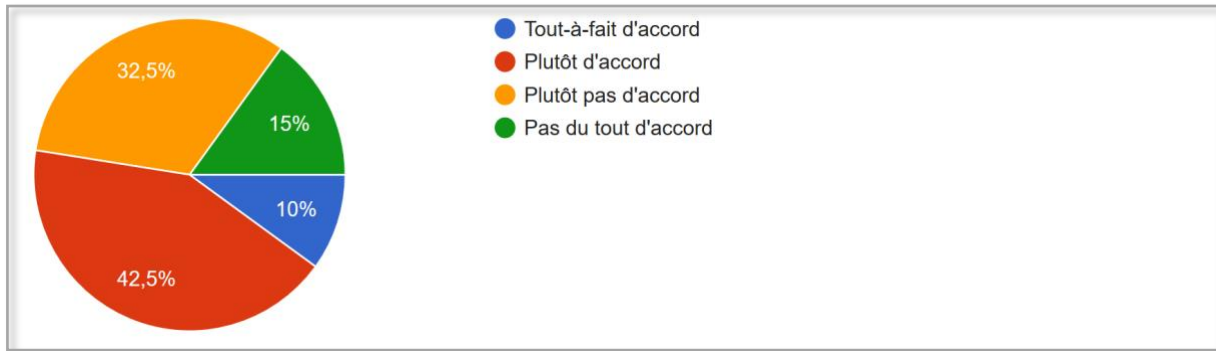 32,5%
15%
10%
42,5%
Tout-à-fait d'accord
Plutôt d'accord
Plutôt pas d'accord
Pas du tout d'accord